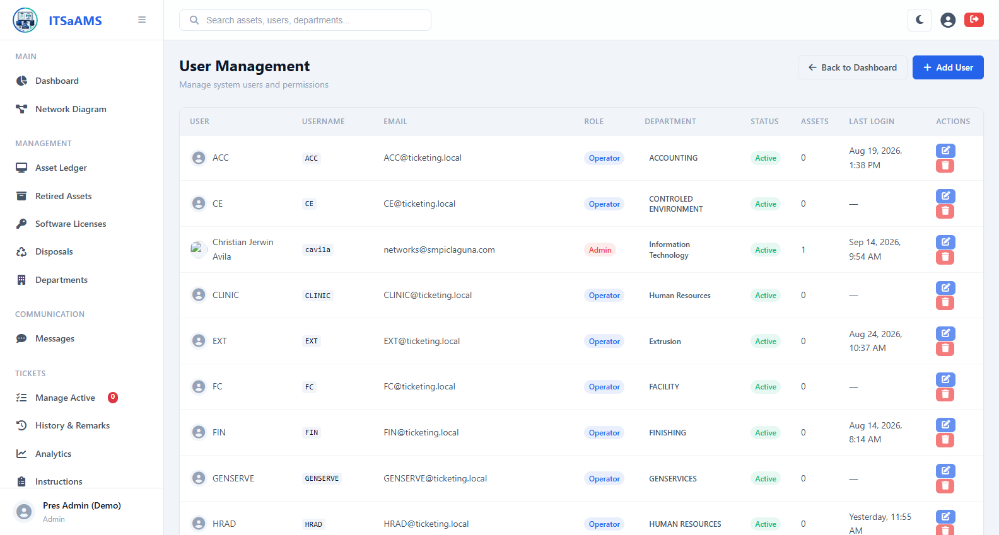 ITSaAMS
Search assets, users, departments...
MAIN
Dashboard
Network Diagram
MANAGEMENT
Asset Ledger
Retired Assets
Software Licenses
Disposals
Departments
COMMUNICATION
Messages
TICKETS
Manage Active 0
History & Remarks
Analytics
Instructions
Pres Admin (Demo)
Admin
User Management
Manage system users and permissions
Back to Dashboard
Add User
USER USERNAME EMAIL ROLE DEPARTMENT STATUS ASSETS LAST LOGIN ACTIONS
ACC ACC ACC@ticketing.local Operator ACCOUNTING Active 0 Aug 19, 2026,
1:38 PM
CE CE CE@ticketing.local Operator CONTROLED Active 0 —
ENVIRONMENT
Christian Jerwin cavila networks@smpiclaguna.com Admin Information Active 1 Sep 14, 2026,
Avila Technology 9:54 AM
CLINIC CLINIC CLINIC@ticketing.local Operator Human Resources Active 0 —
EXT EXT EXT@ticketing.local Operator Extrusion Active 0 Aug 24, 2026,
10:37 AM
FC FC FC@ticketing.local Operator FACILITY Active 0 —
FIN FIN FIN@ticketing.local Operator FINISHING Active 0 Aug 14, 2026,
8:14 AM
GENSERVE GENSERVE GENSERVE@ticketing.local Operator GENSERVICES Active 0 —
HRAD HRAD HRAD@ticketing.local Operator HUMAN RESOURCES Active 0 Yesterday, 11:55
AM